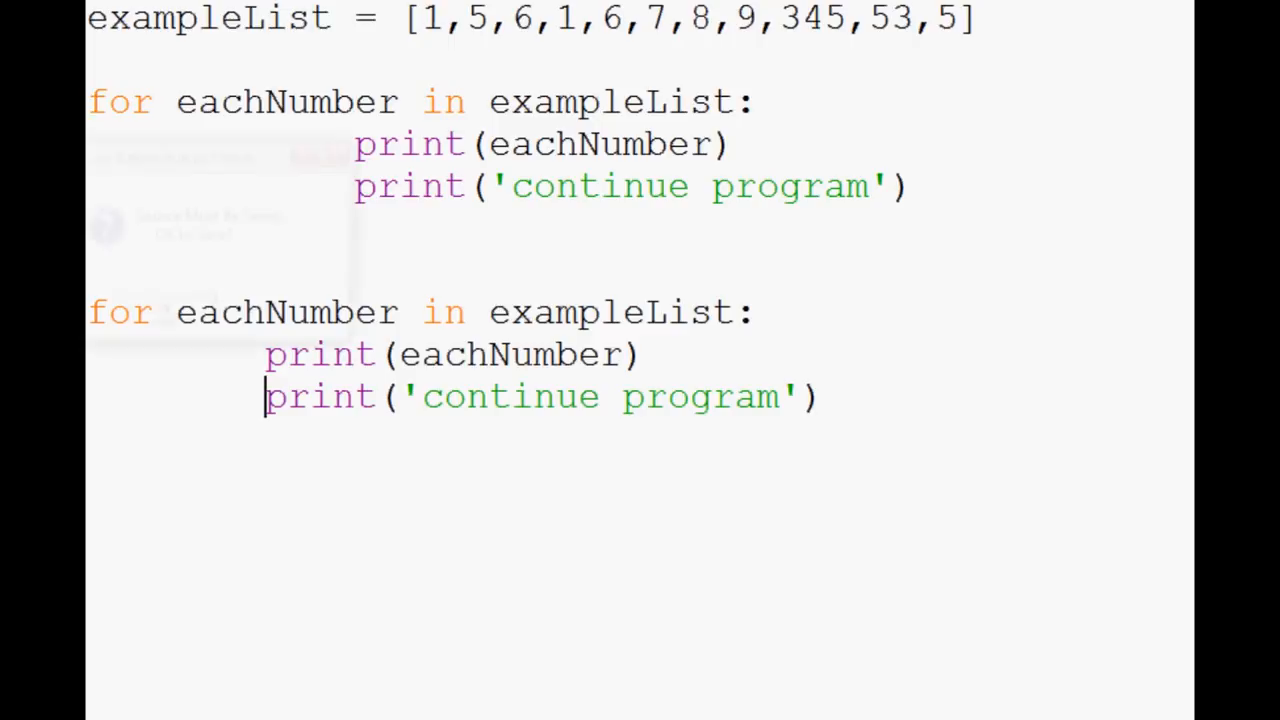 exampleList = [1,5,6,1,6,7,8,9,345,53,5]
for eachNumber in exampleList:
print(eachNumber)
print('continue program')
for eachNumber in exampleList:
print(eachNumber)
print('continue program')